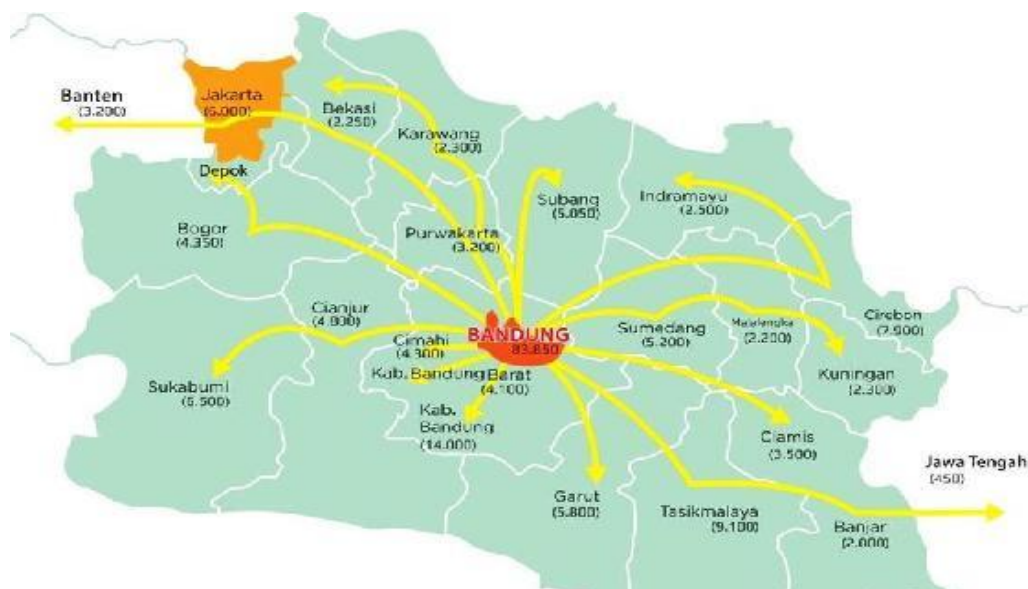 Banten
(3.200)
Jakarta
(6.000)
Bekasi
(2.250)
Karawang
(2.300)
Depok
Subang
(5.050)
Indramayu
(2.500)
Bogor
(4.350)
Purwakarta
(3.200)
Cianjur
(4.800)
Cimahi
(4.300)
BANDUNG
83.850
Sumedang
(5.200)
Majalengka
(2.200)
Cirebon
(7.900)
Sukabumi
(6.500)
Kab. Bandung Barat
(4.100)
Kuningan
(2.300)
Kab.
Bandung
(14.000)
Ciamis
(3.500)
Jawa Tengah
(450)
Garut
(5.800)
Tasikmalaya
(9.100)
Banjar
(2.000)